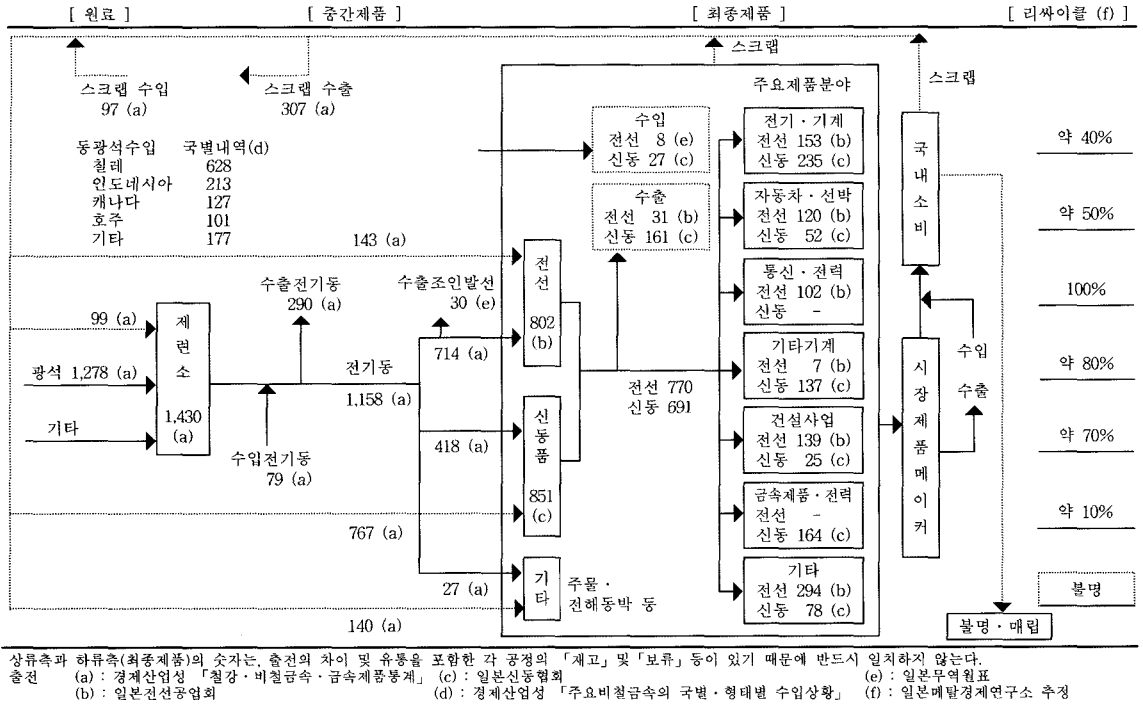 [ 원료 ]
[ 중간제품 ]
[ 최종제품 ]
[ 리싸이클 (f) ]
스크랩 수입
97 (a)
스크랩 수출
307 (a)
스크랩
스크랩
동광석수입 국별내역(d)
칠레 628
인도네시아 213
캐나다 127
호주 101
기타 177
143 (a)
99 (a)
광석 1,278 (a)
기타
제련소
1,430
(a)
수출전기동
290 (a)
수입전기동
79 (a)
전기동
1,158 (a)
수출조인발선
30 (e)
714 (a)
418 (a)
767 (a)
27 (a)
140 (a)
전선
802
(b)
신동품
851
(c)
기타
주물・
전해동박 등
수입
전선 8 (e)
신동 27 (c)
수출
전선 31 (b)
신동 161 (c)
전선 770
신동 691
주요제품분야
전기・기계
전선 153 (b)
신동 235 (c)
자동차・선박
전선 120 (b)
신동 52 (c)
통신・전력
전선 102 (b)
신동 -
기타기계
전선 7 (b)
신동 137 (c)
건설사업
전선 139 (b)
신동 25 (c)
금속제품・전력
전선 -
신동 164 (c)
기타
전선 294 (b)
신동 78 (c)
국내소비
시장제품메이커
수입
수출
불명・매립
약 40%
약 50%
100%
약 80%
약 70%
약 10%
불명
상류측과 하류측(최종제품)의 숫자는, 출전의 차이 및 유통을 포함한 각 공정의 「재고」및「보류」등이 있기 때문에 반드시 일치하지 않는다.
출전 (a) : 경제산업성 「철강・비철금속・금속제품통계」 (c) : 일본신동협회 (e) : 일본무역원표
(b) : 일본전선공업회 (d) : 경제산업성 「주요비철금속의 국별・형태별 수입상황」 (f) : 일본메탈경제연구소 추정